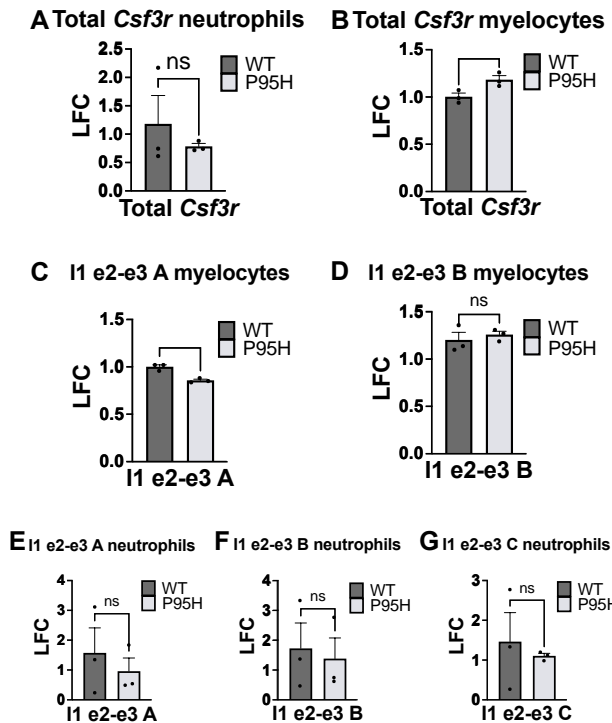 A Total Csf3r neutrophils
2.5
2.0
1.5
1.0
0.5
0.0
LFC
ns
WT
P95H
Total Csf3r
B Total Csf3r myelocytes
1.5
1.0
0.5
0.0
LFC
WT
P95H
Total Csf3r
C I1 e2-e3 A myelocytes
1.5
1.0
0.5
0.0
LFC
WT
P95H
I1 e2-e3 A
D I1 e2-e3 B myelocytes
1.5
1.0
0.5
0.0
LFC
ns
WT
P95H
I1 e2-e3 B
E I1 e2-e3 A neutrophils
4
3
2
1
0
LFC
ns
WT
P95H
I1 e2-e3 A
F I1 e2-e3 B neutrophils
4
3
2
1
0
LFC
ns
WT
P95H
I1 e2-e3 B
G I1 e2-e3 C neutrophils
3
2
1
0
LFC
ns
WT
P95H
I1 e2-e3 C